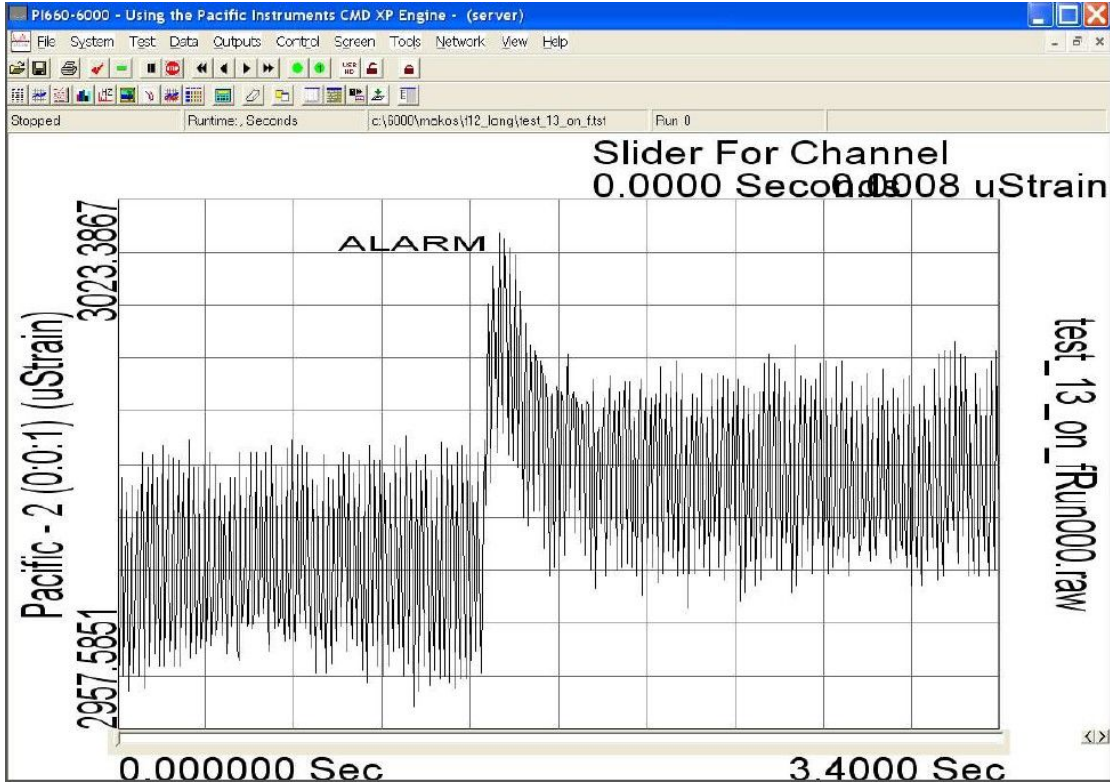 PI660-6000 - Using the Pacific Instruments CMD XP Engine - (server)
File System Test Data Outputs Control Screen Tools Network View Help
Stopped Runtime:, Seconds c:\6000\makos\f12_lang\test_13_on_f.tst Run 0
Slider For Channel
0.0000 Seconds 0.0008 uStrain
ALARM
3023.3867
Pacific - 2 (0:0:1) (uStrain)
2957.5851
test_13_on_fRun000.raw
0.000000 Sec 3.4000 Sec